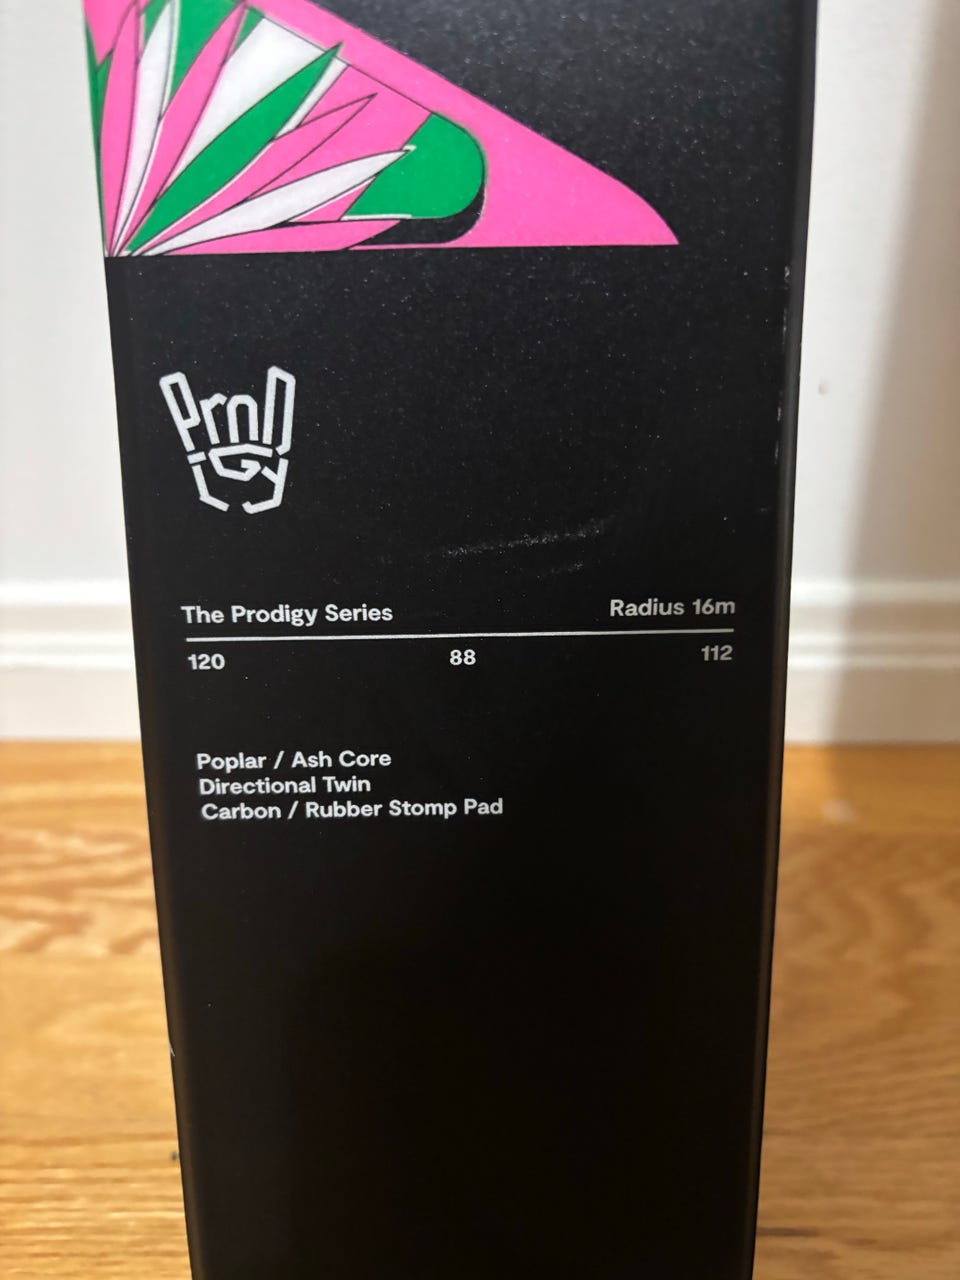 Prodigy
The Prodigy Series
Radius 16m
120
88
112
Poplar / Ash Core
Directional Twin
Carbon / Rubber Stomp Pad